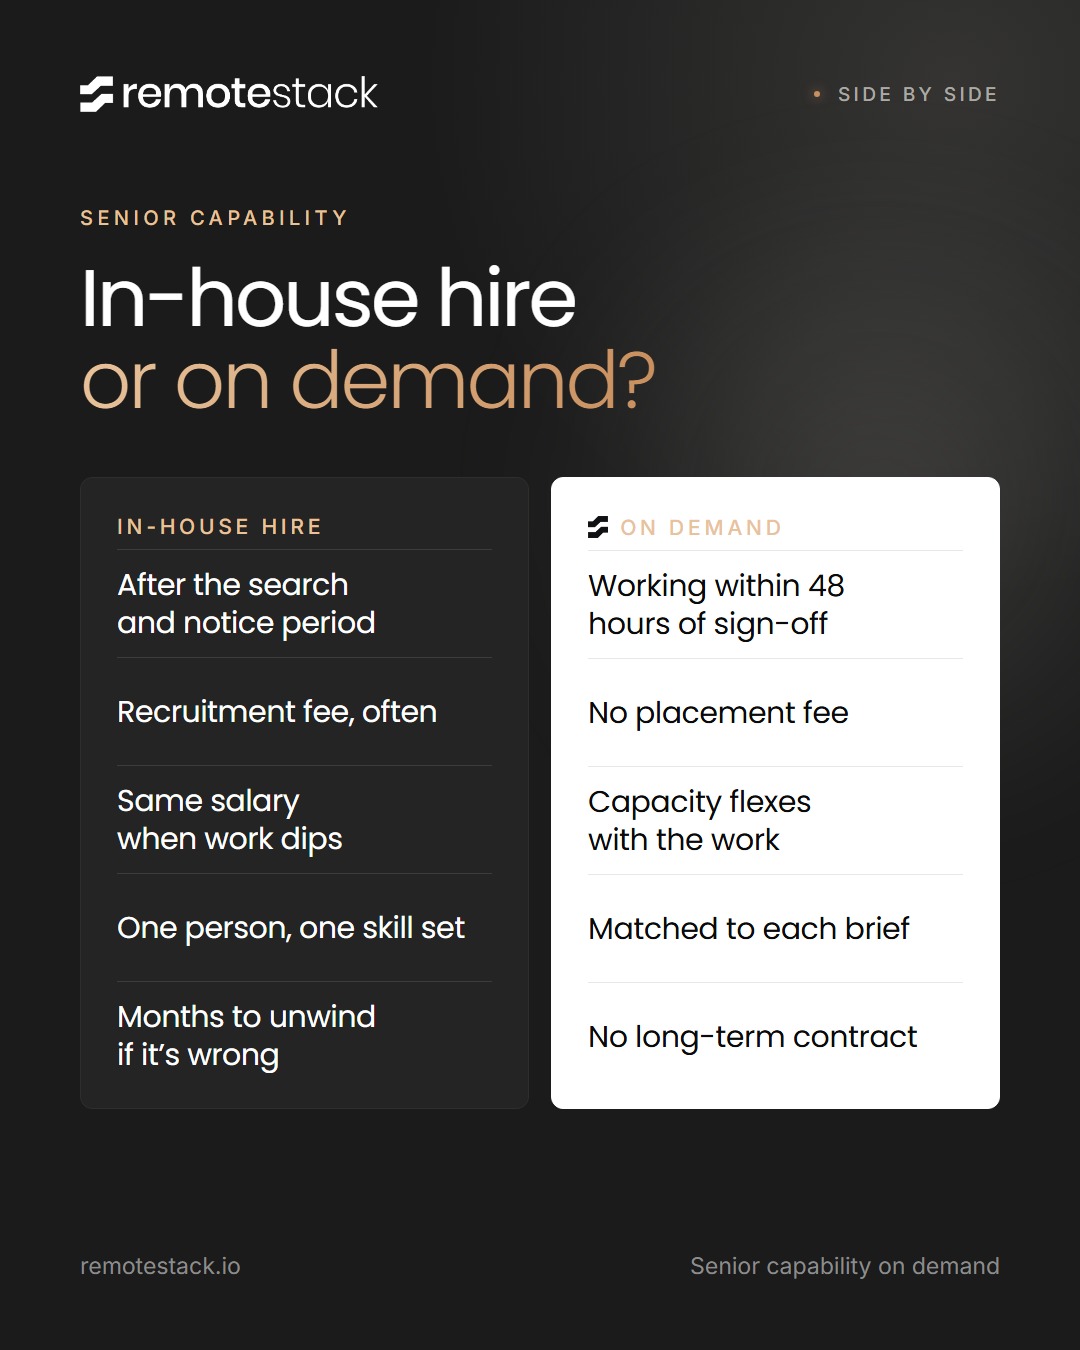 remotestack
SIDE BY SIDE
SENIOR CAPABILITY
In-house hire
or on demand?
IN-HOUSE HIRE
After the search
and notice period
Recruitment fee, often
Same salary
when work dips
One person, one skill set
Months to unwind
if it’s wrong
ON DEMAND
Working within 48
hours of sign-off
No placement fee
Capacity flexes
with the work
Matched to each brief
No long-term contract
remotestack.io
Senior capability on demand